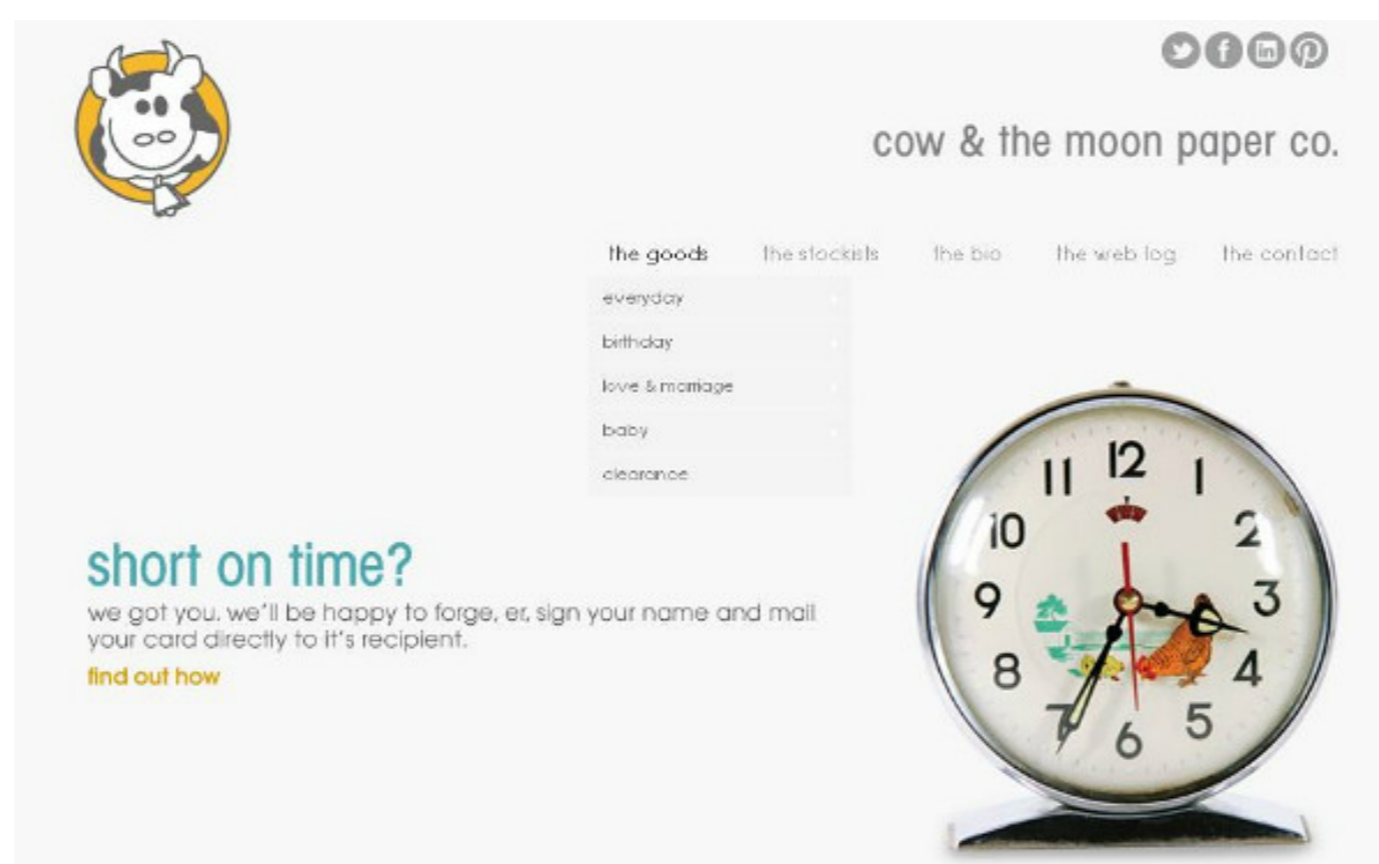 cow & the moon paper co.
the goods the stockists the bio the web log the contact
everyday
birthday
love & marriage
baby
clearance
short on time?
we got you. we'll be happy to forge, er, sign your name and mail
your card directly to it's recipient.
find out how
12
11 1
10 2
9 3
8 4
7 5
6